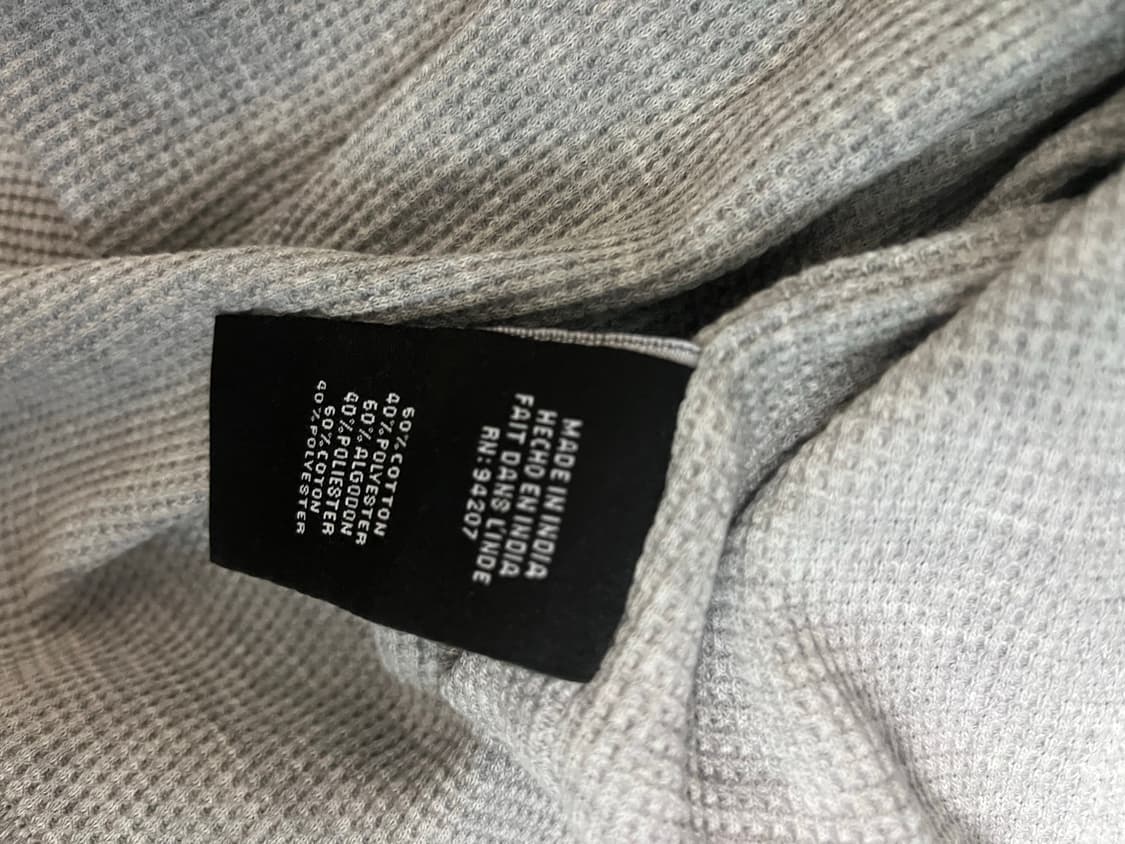 MADE IN INDIA
HECHO EN INDIA
FAIT DANS L'INDE
RN:94207
60%COTTON
40%POLYESTER
60%ALGODON
40%POLIESTER
60%COTON
40%POLYESTER